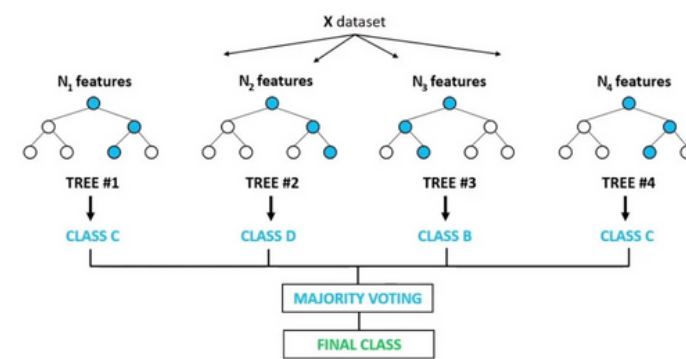 X dataset
N₁ features N₂ features N₃ features N₄ features
TREE #1 TREE #2 TREE #3 TREE #4
CLASS C CLASS D CLASS B CLASS C
MAJORITY VOTING
FINAL CLASS